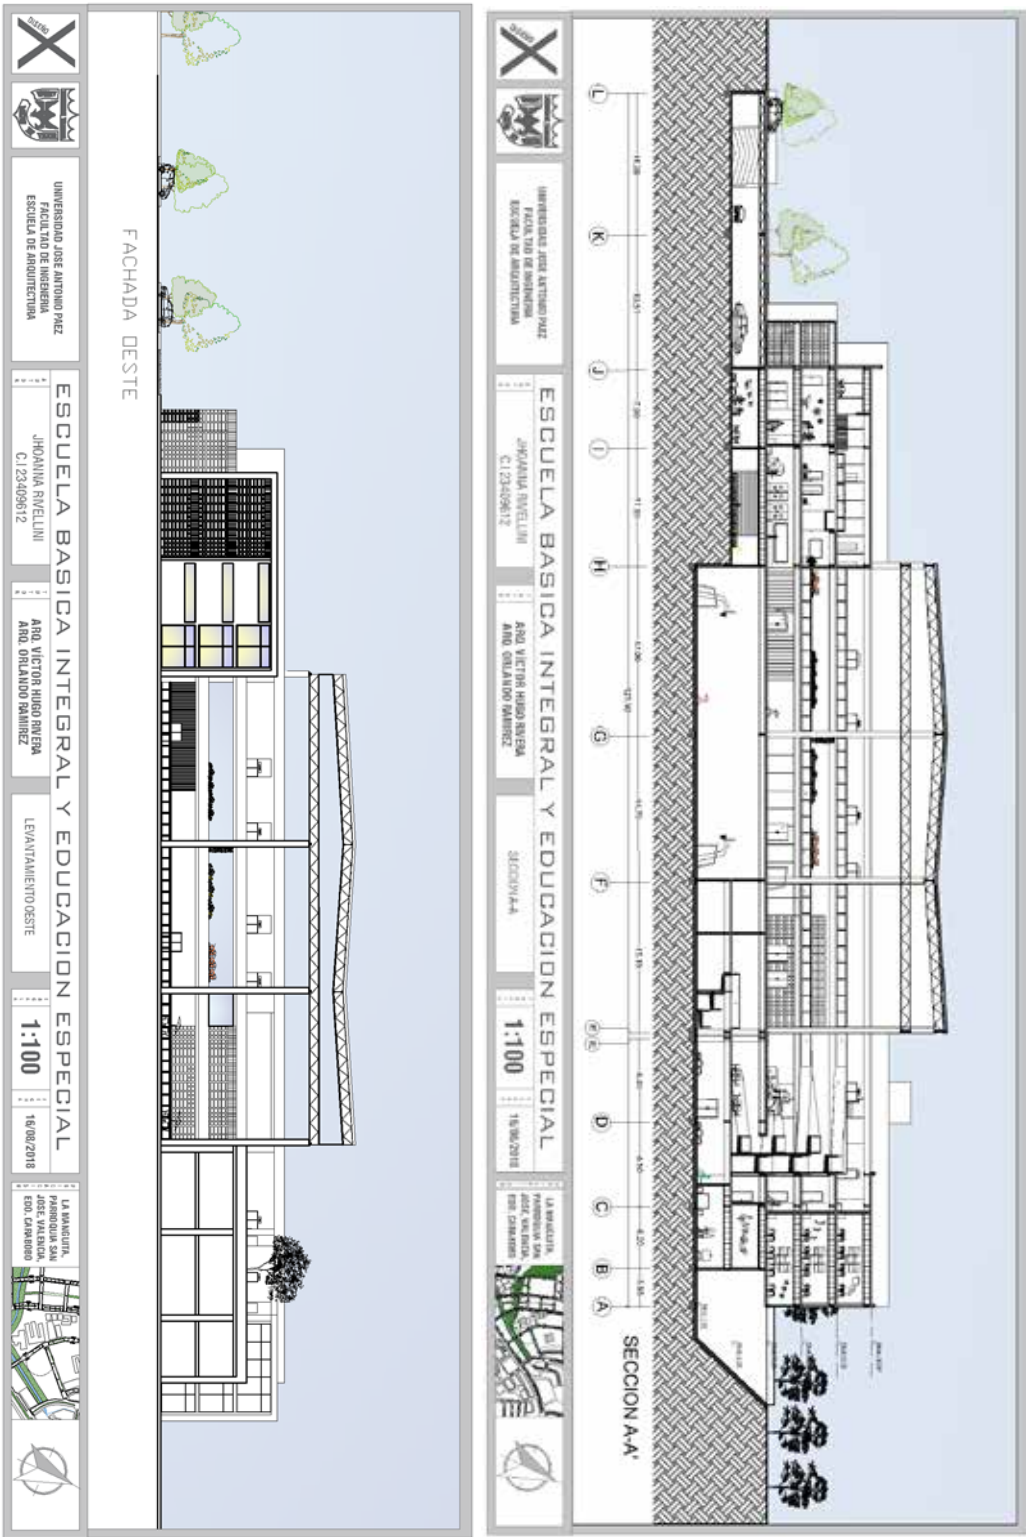 FACHADA OESTE
UNIVERSIDAD JOSE ANTONIO PAEZ
FACULTAD DE INGENIERIA
ESCUELA DE ARQUITECTURA
ESCUELA BASICA INTEGRAL Y EDUCACION ESPECIAL
JHOANNA RIVELLINI
C.I 23409612
ARQ. VÍCTOR HUGO RIVERA
ARQ. ORLANDO RAMIREZ
LEVANTAMIENTO OESTE
1:100
16/08/2018
LA MANGUITA,
PARROQUIA SAN
JOSE, VALENCIA,
EDO. CARABOBO
L
K
J
I
H
G
F
D
C
B
A
SECCION A-A'
UNIVERSIDAD JOSE ANTONIO PAEZ
FACULTAD DE INGENIERIA
ESCUELA DE ARQUITECTURA
ESCUELA BASICA INTEGRAL Y EDUCACION ESPECIAL
JHOANNA RIVELLINI
C.I 23409612
ARQ. VÍCTOR HUGO RIVERA
ARQ. ORLANDO RAMIREZ
SECCION A-A
1:100
16/08/2018
LA MANGUITA,
PARROQUIA SAN
JOSE, VALENCIA,
EDO. CARABOBO